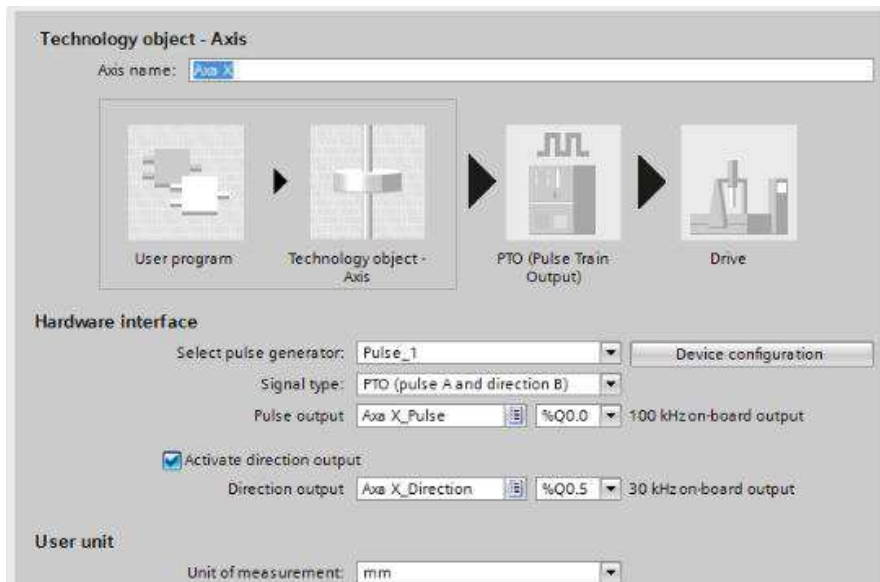 Technology object - Axis
Axis name: Axa X
User program
Technology object - Axis
PTO (Pulse Train Output)
Drive
Hardware interface
Select pulse generator: Pulse_1 Device configuration
Signal type: PTO (pulse A and direction B)
Pulse output Axa X_Pulse %Q0.0 100 kHz on-board output
Activate direction output
Direction output Axa X_Direction %Q0.5 30 kHz on-board output
User unit
Unit of measurement: mm